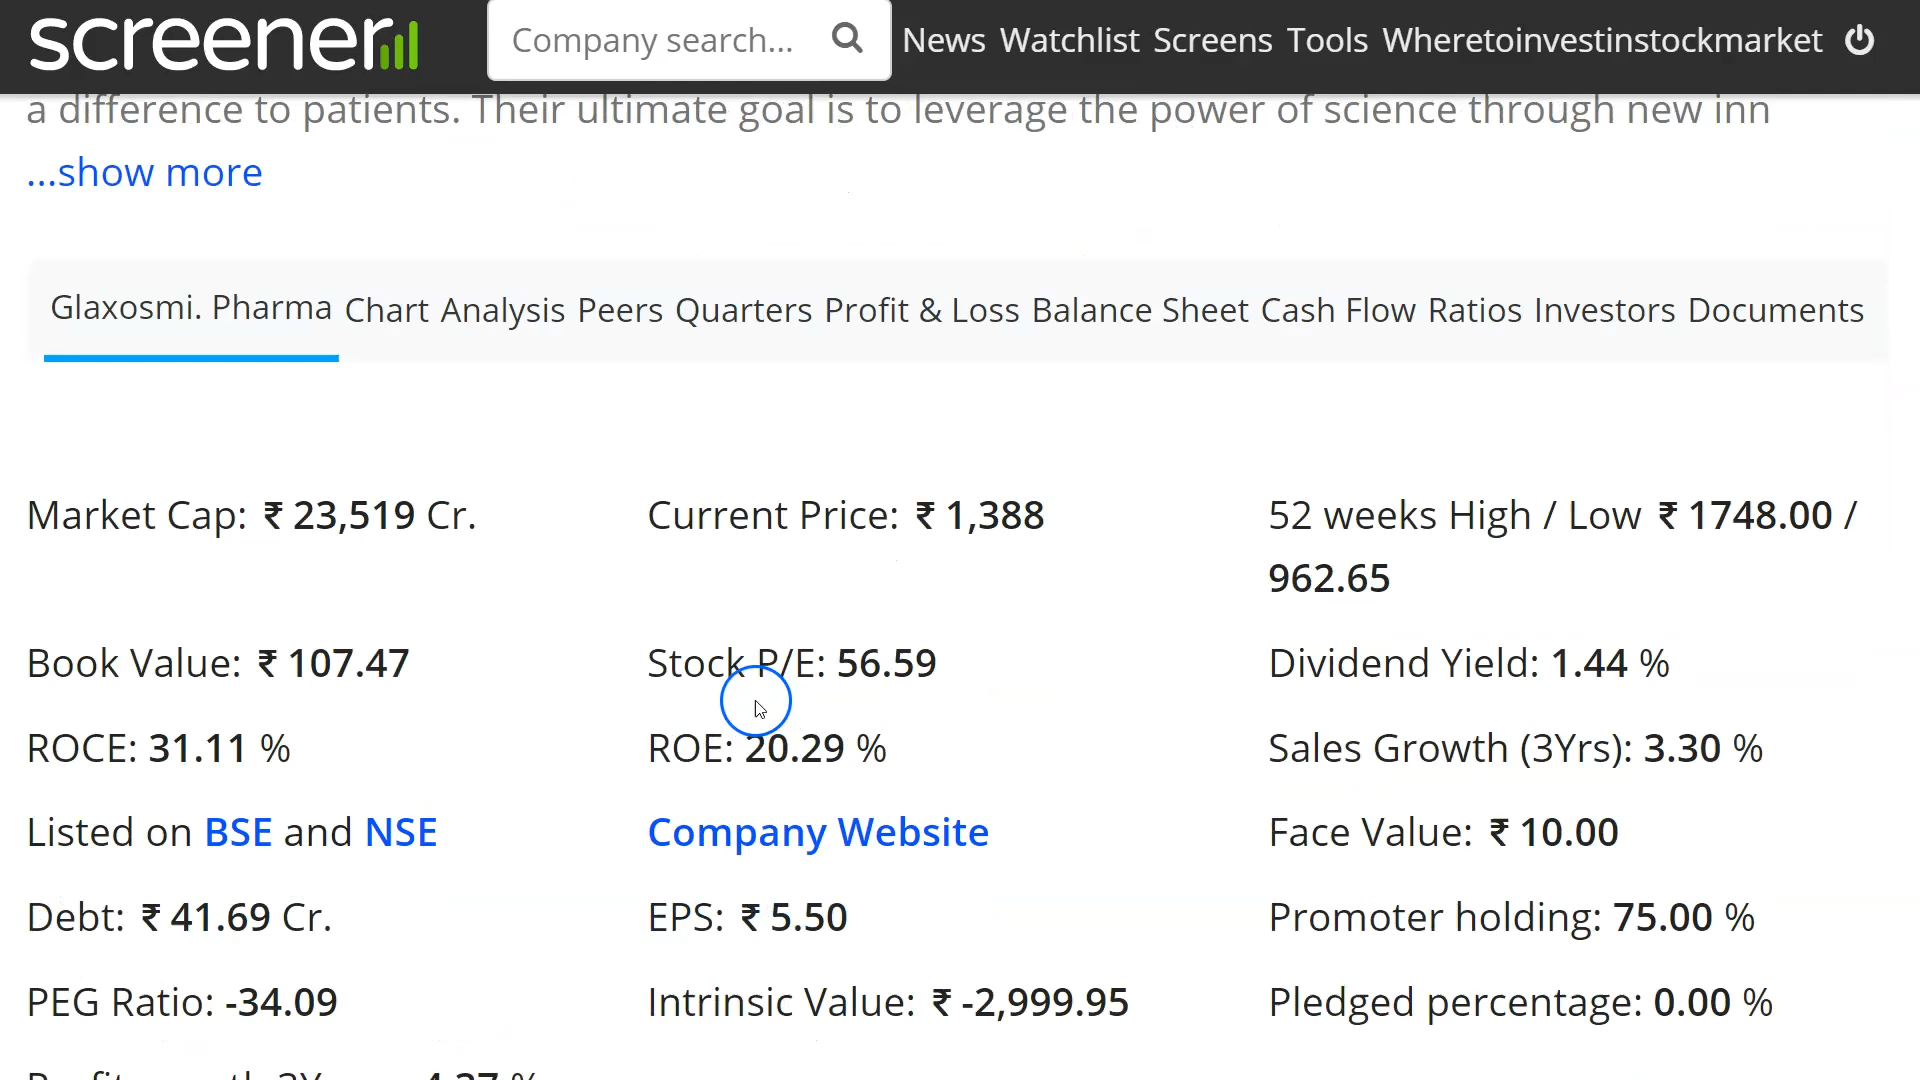 screener
Company search...
News Watchlist Screens Tools Wheretoinvestinstockmarket
a difference to patients. Their ultimate goal is to leverage the power of science through new inn
...show more
Glaxosmi. Pharma Chart Analysis Peers Quarters Profit & Loss Balance Sheet Cash Flow Ratios Investors Documents
Market Cap: ₹ 23,519 Cr.
Current Price: ₹ 1,388
52 weeks High / Low ₹ 1748.00 /
962.65
Book Value: ₹ 107.47
Stock P/E: 56.59
Dividend Yield: 1.44 %
ROCE: 31.11 %
ROE: 20.29 %
Sales Growth (3Yrs): 3.30 %
Listed on BSE and NSE
Company Website
Face Value: ₹ 10.00
Debt: ₹ 41.69 Cr.
EPS: ₹ 5.50
Promoter holding: 75.00 %
PEG Ratio: -34.09
Intrinsic Value: ₹ -2,999.95
Pledged percentage: 0.00 %